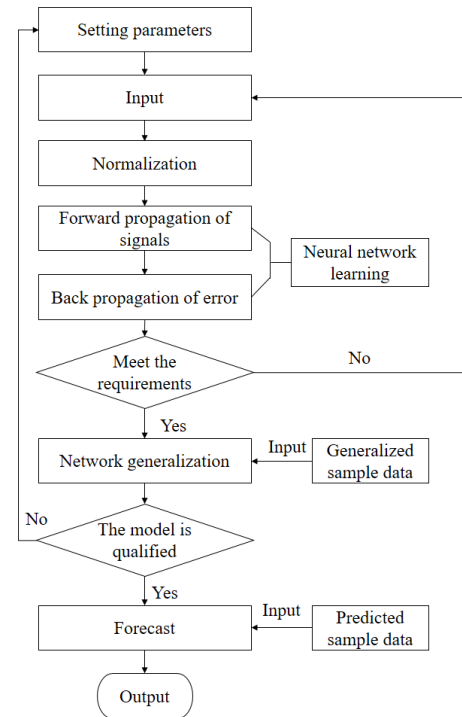 Setting parameters
Input
Normalization
Forward propagation of
signals
Neural network
learning
Back propagation of error
Meet the
requirements
No
Yes
Network generalization
Input
Generalized
sample data
No
The model is
qualified
Yes
Forecast
Input
Predicted
sample data
Output